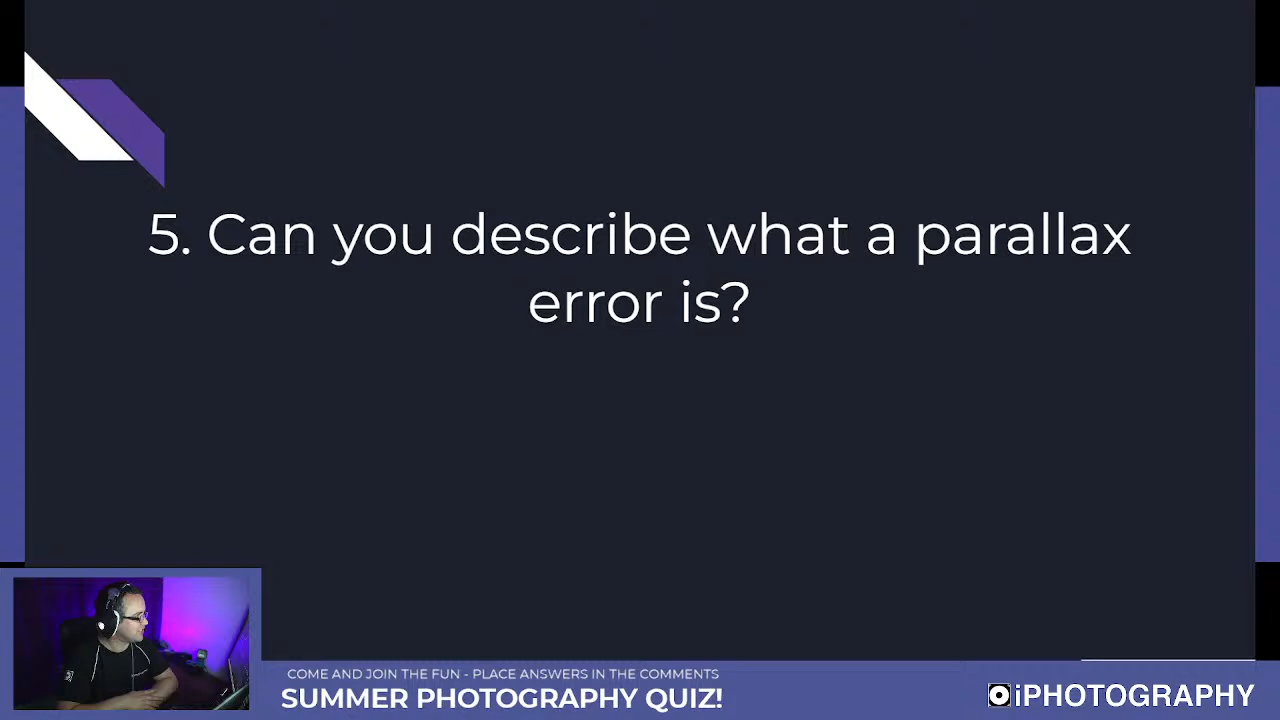 5. Can you describe what a parallax
error is?
COME AND JOIN THE FUN - PLACE ANSWERS IN THE COMMENTS
SUMMER PHOTOGRAPHY QUIZ!
iPHOTOGRAPHY